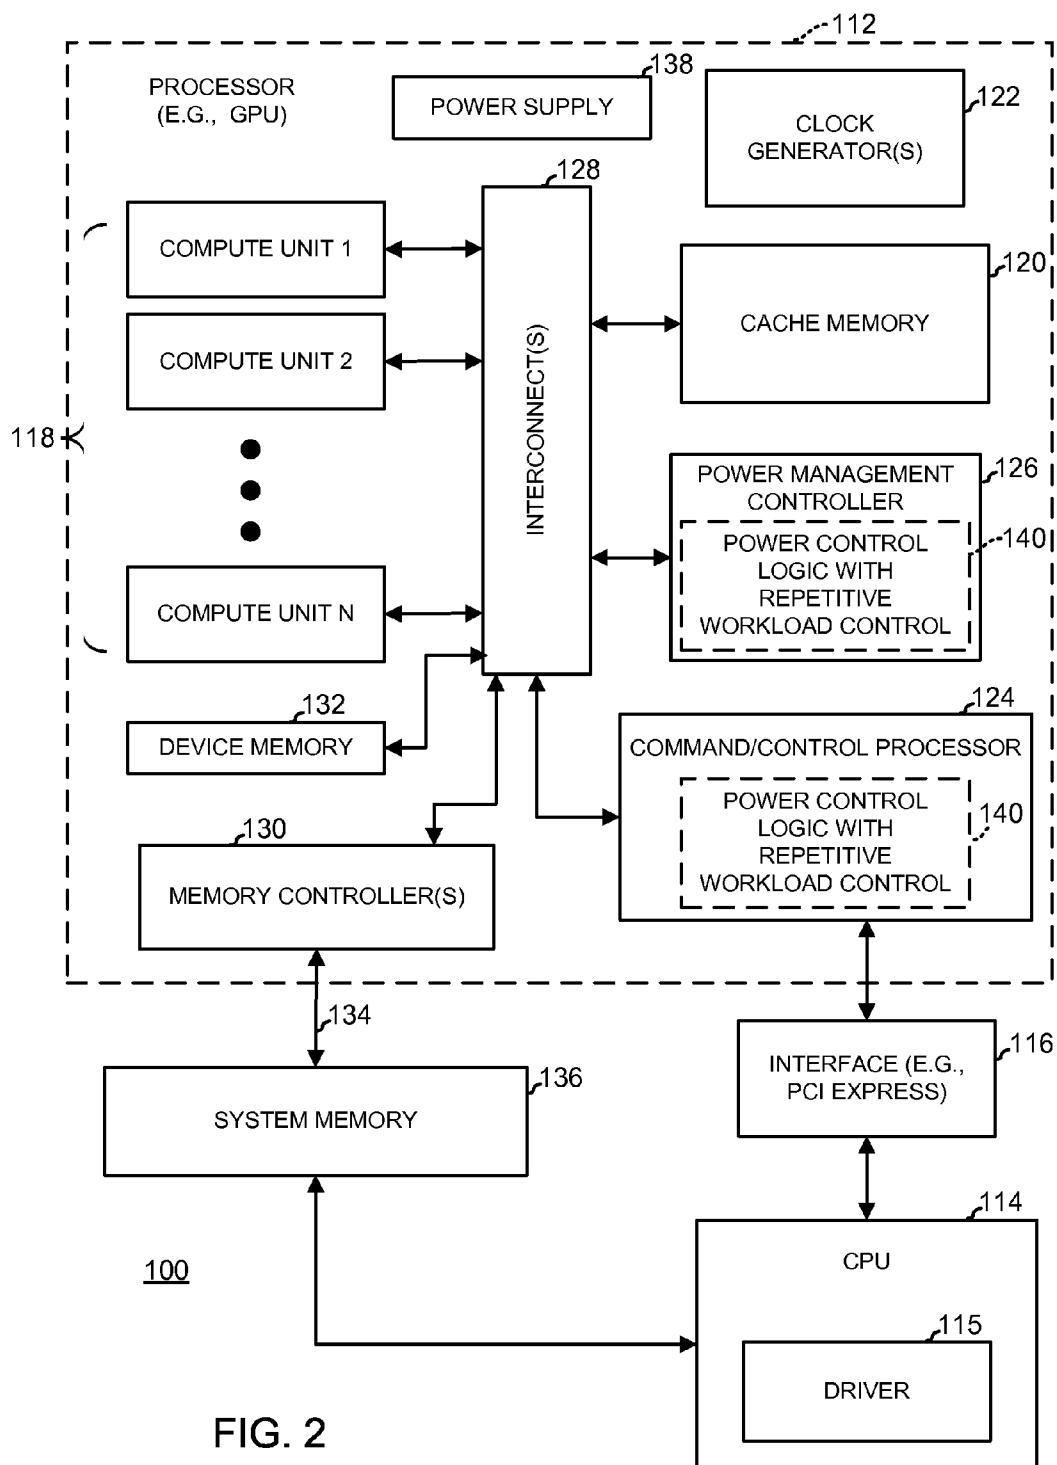 112
PROCESSOR
(E.G., GPU)
138
POWER SUPPLY
CLOCK
GENERATOR(S)
122
128
INTERCONNECT(S)
118
COMPUTE UNIT 1
COMPUTE UNIT 2
COMPUTE UNIT N
120
CACHE MEMORY
126
POWER MANAGEMENT
CONTROLLER
140
POWER CONTROL
LOGIC WITH
REPETITIVE
WORKLOAD CONTROL
132
DEVICE MEMORY
124
COMMAND/CONTROL PROCESSOR
140
POWER CONTROL
LOGIC WITH
REPETITIVE
WORKLOAD CONTROL
130
MEMORY CONTROLLER(S)
134
116
INTERFACE (E.G.,
PCI EXPRESS)
136
SYSTEM MEMORY
114
CPU
100
115
DRIVER
FIG. 2